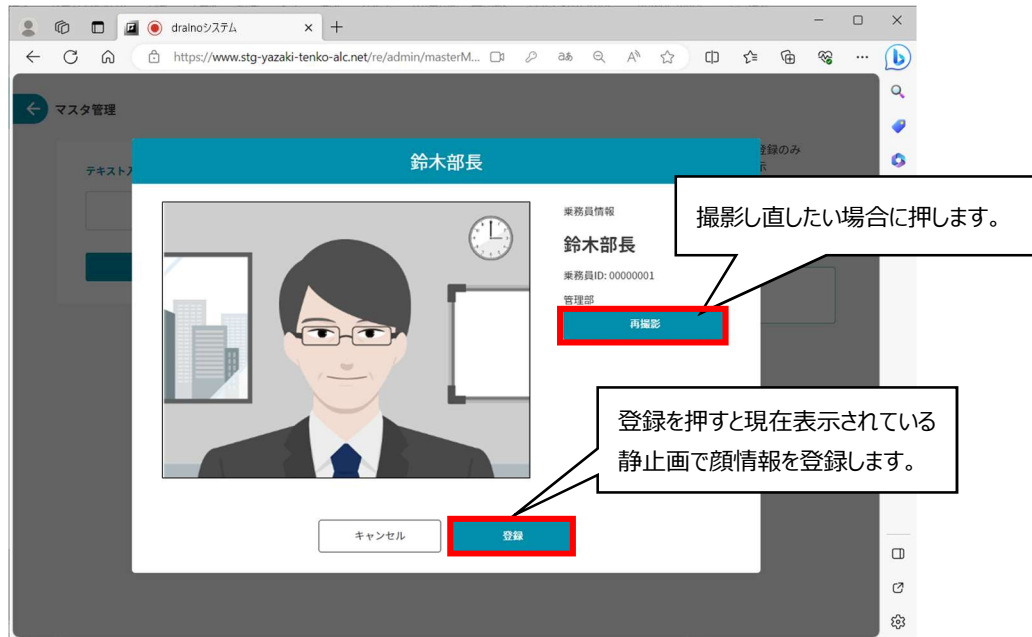 dralnoシステム
https://www.stg-yazaki-tenko-alc.net/re/admin/masterM...
マスタ管理
テキスト入
登録のみ
示
鈴木部長
乗務員情報
鈴木部長
乗務員ID: 00000001
管理部
再撮影
撮影し直したい場合に押します。
登録を押すと現在表示されている
静止画で顔情報を登録します。
キャンセル
登録